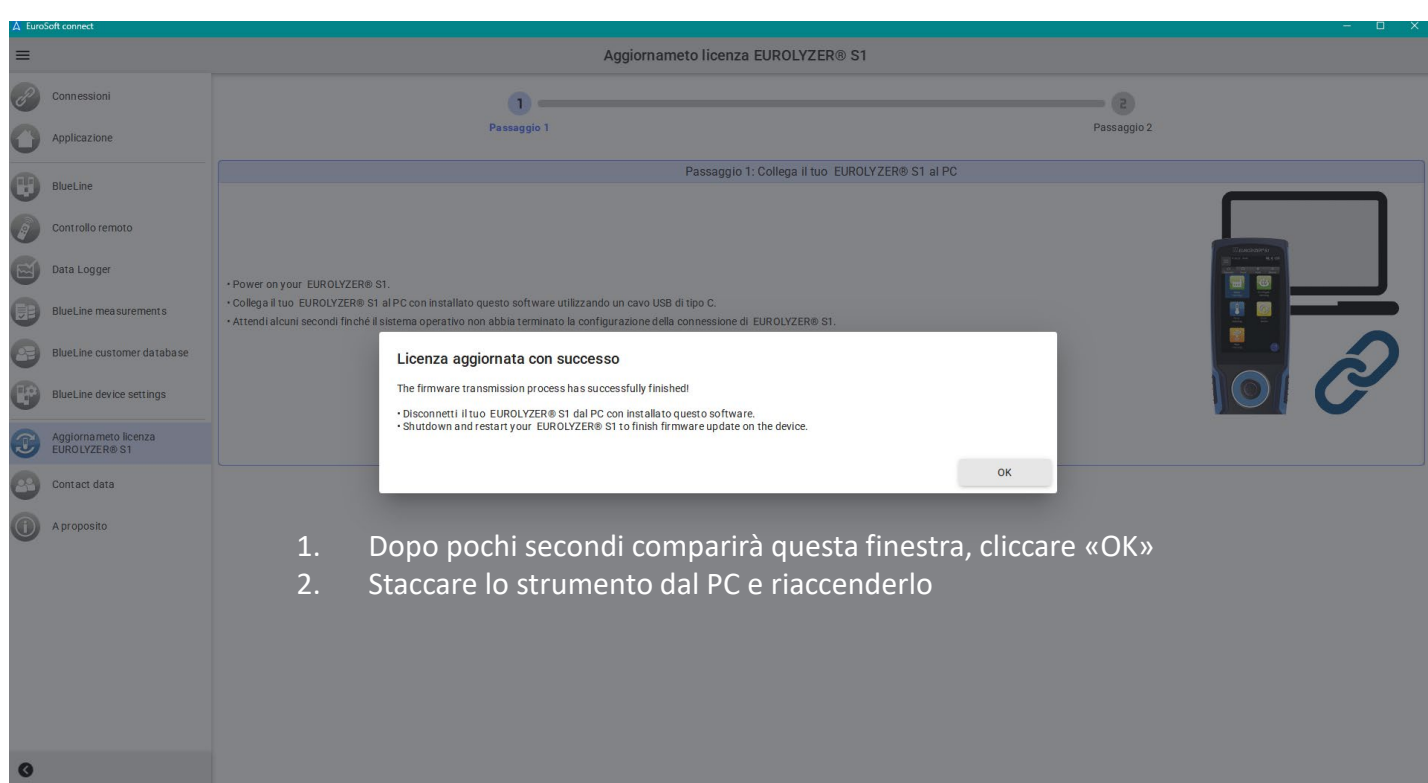 EuroSoft connect
Aggiornameto licenza EUROLYZER® S1
Connessioni
Applicazione
BlueLine
Controllo remoto
Data Logger
BlueLine measurements
BlueLine customer database
BlueLine device settings
Aggiornameto licenza
EUROLYZER® S1
Contact data
A proposito
1
2
Passaggio 1
Passaggio 2
Passaggio 1: Collega il tuo EUROLYZER® S1 al PC
• Power on your EUROLYZER® S1.
• Collega il tuo EUROLYZER® S1 al PC con installato questo software utilizzando un cavo USB di tipo C.
• Attendi alcuni secondi finché il sistema operativo non abbia terminato la configurazione della connessione di EUROLYZER® S1.
Licenza aggiornata con successo
The firmware transmission process has successfully finished!
• Disconnetti il tuo EUROLYZER® S1 dal PC con installato questo software.
• Shutdown and restart your EUROLYZER® S1 to finish firmware update on the device.
OK
1. Dopo pochi secondi comparirà questa finestra, cliccare «OK»
2. Staccare lo strumento dal PC e riaccenderlo